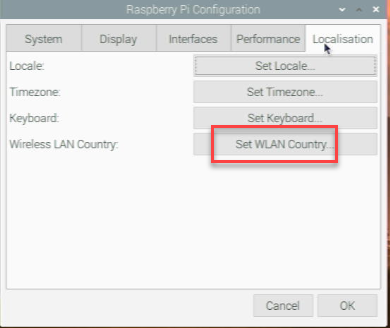 Raspberry Pi Configuration
System Display Interfaces Performance Localisation
Locale: Set Locale...
Timezone: Set Timezone...
Keyboard: Set Keyboard...
Wireless LAN Country: Set WLAN Country...
Cancel OK